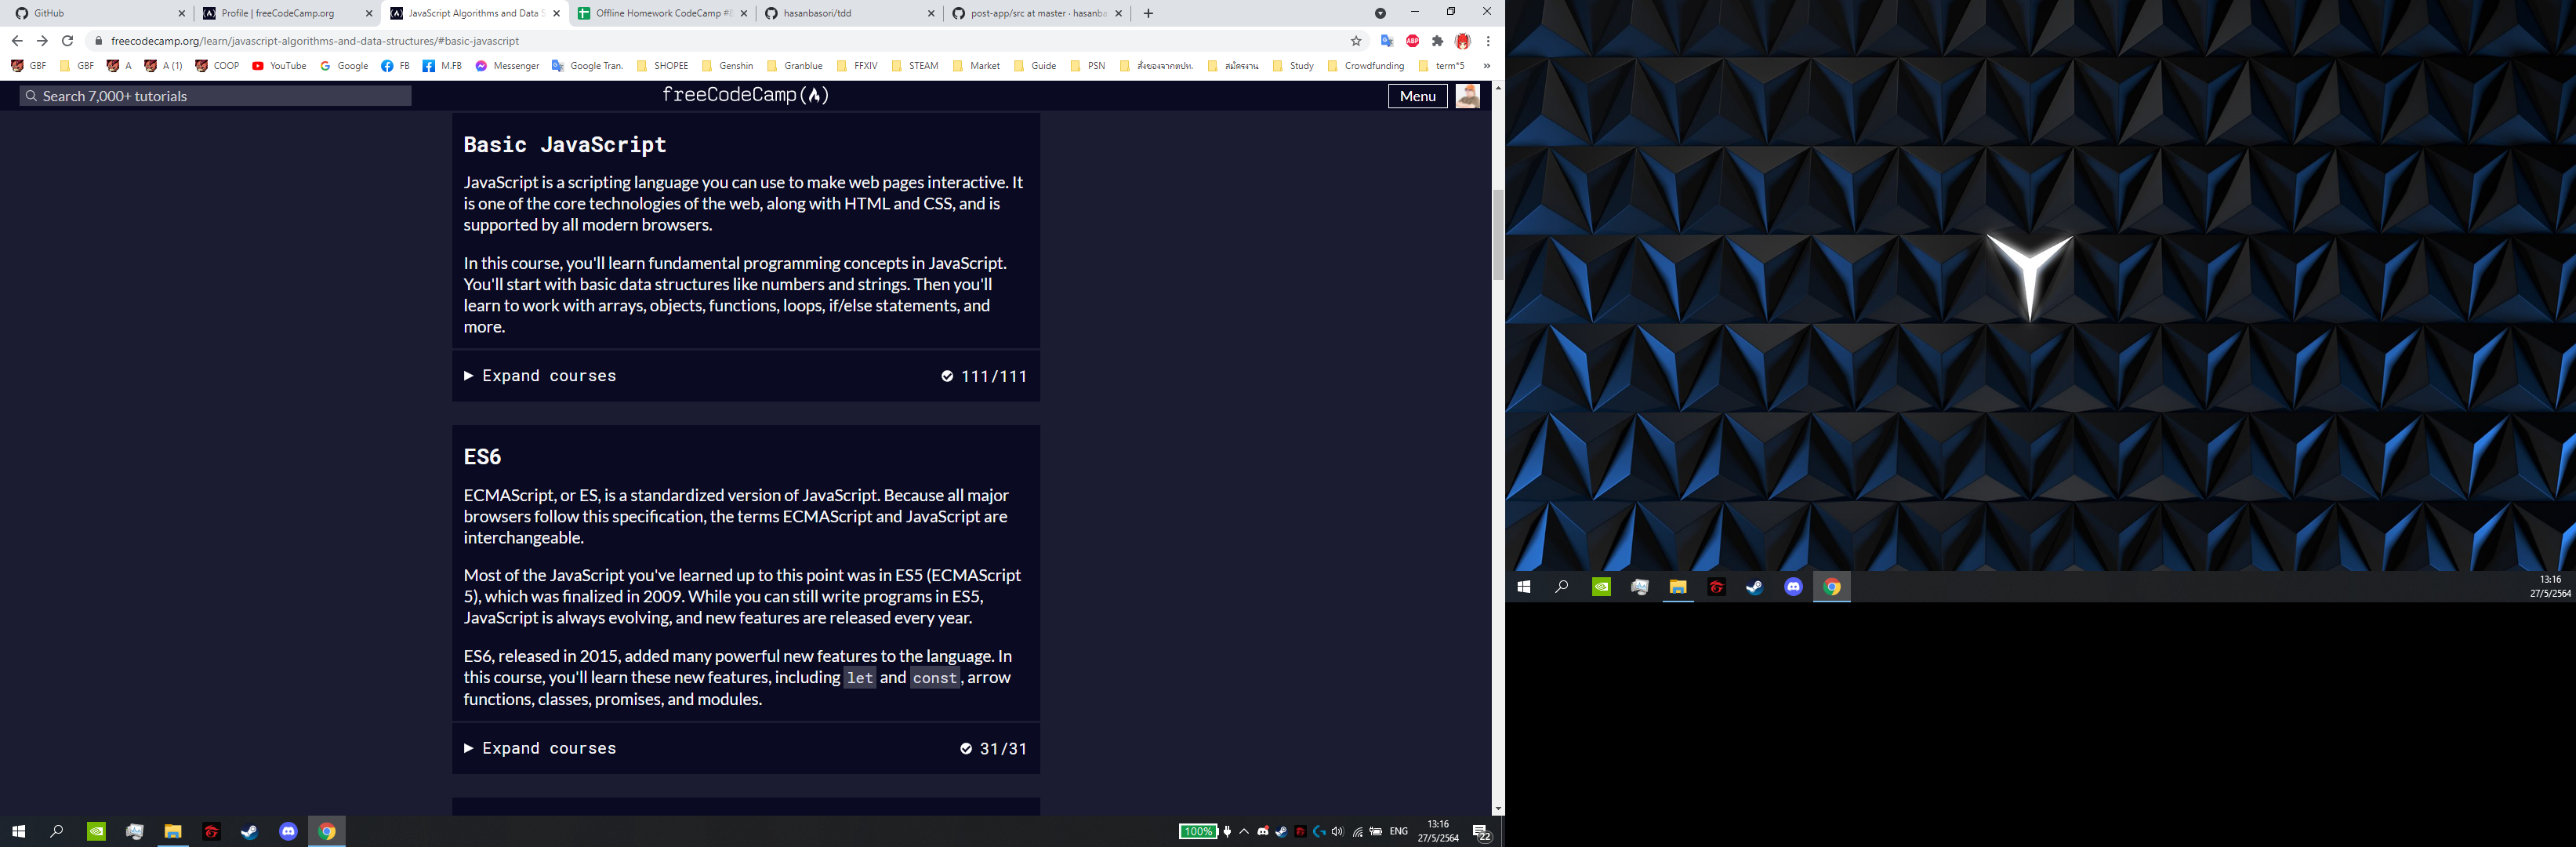 GitHub
Profile | freeCodeCamp.org
JavaScript Algorithms and Data S
Offline Homework CodeCamp #8
hasanbasori/tdd
post-app/src at master · hasanba
freecodecamp.org/learn/javascript-algorithms-and-data-structures/#basic-javascript
ABP
GBF GBF A A (1) COOP YouTube Google FB M.FB Messenger Google Tran. SHOPEE Genshin Granblue FFXIV STEAM Market Guide PSN สั่งของจากตปท. สมัครงาน Study Crowdfunding term*5 »
Search 7,000+ tutorials
freeCodeCamp
Menu
Basic JavaScript
JavaScript is a scripting language you can use to make web pages interactive. It
is one of the core technologies of the web, along with HTML and CSS, and is
supported by all modern browsers.
In this course, you'll learn fundamental programming concepts in JavaScript.
You'll start with basic data structures like numbers and strings. Then you'll
learn to work with arrays, objects, functions, loops, if/else statements, and
more.
Expand courses 111/111
ES6
ECMAScript, or ES, is a standardized version of JavaScript. Because all major
browsers follow this specification, the terms ECMAScript and JavaScript are
interchangeable.
Most of the JavaScript you've learned up to this point was in ES5 (ECMAScript
5), which was finalized in 2009. While you can still write programs in ES5,
JavaScript is always evolving, and new features are released every year.
ES6, released in 2015, added many powerful new features to the language. In
this course, you'll learn these new features, including let and const, arrow
functions, classes, promises, and modules.
Expand courses 31/31
100%
ENG
13:16
27/5/2564
22
13:16
27/5/2564